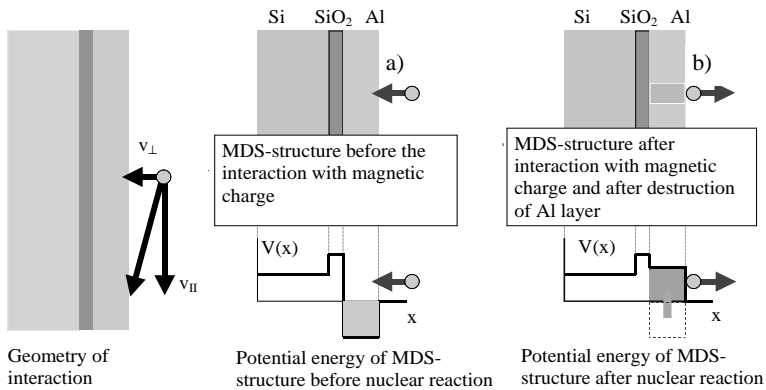 Si SiO2 Al
a)
MDS-structure before the
interaction with magnetic
charge
V(x)
x
Potential energy of MDS-
structure before nuclear reaction
Si SiO2 Al
b)
MDS-structure after
interaction with magnetic
charge and after destruction
of Al layer
V(x)
x
Potential energy of MDS-
structure after nuclear reaction
v⊥
vII
Geometry of
interaction